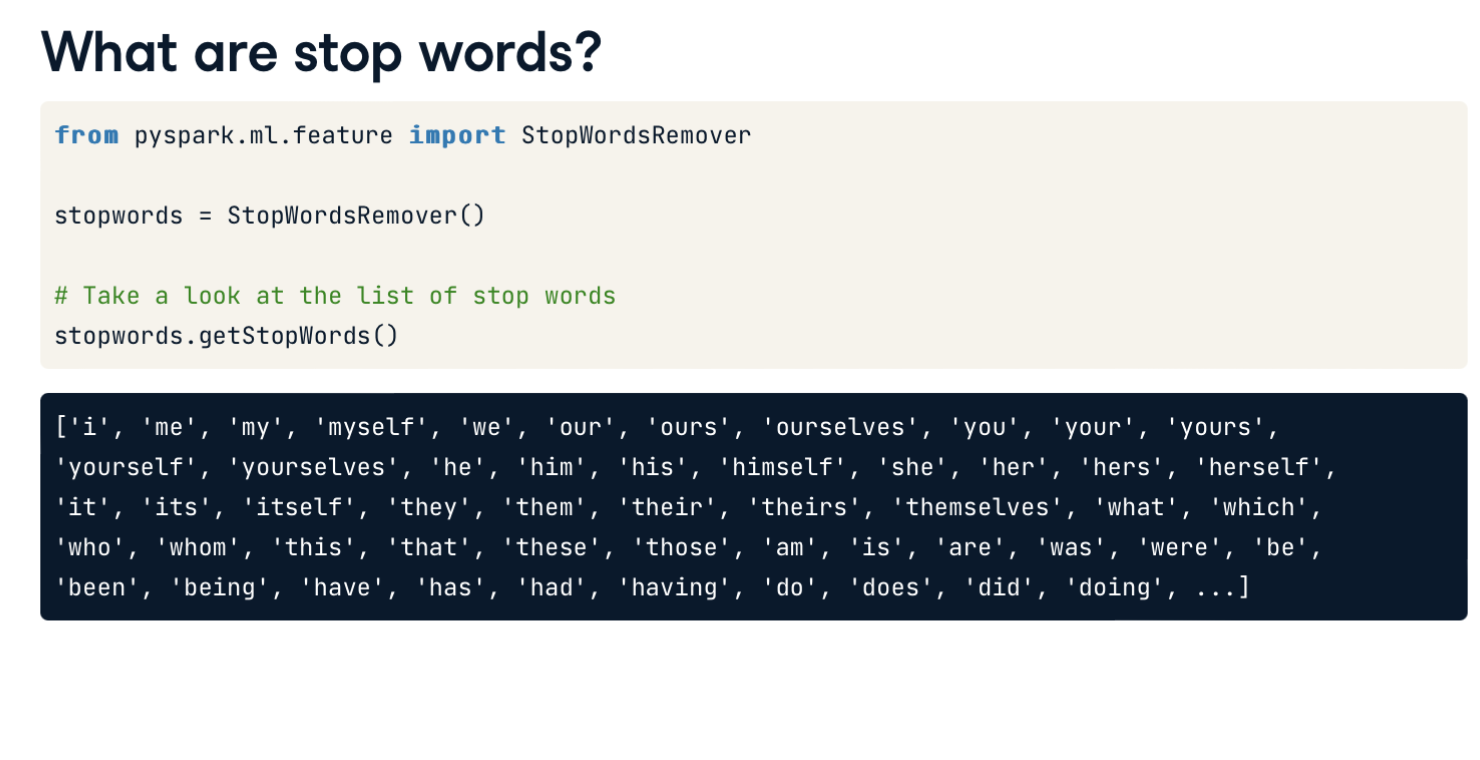 What are stop words?
from pyspark.ml.feature import StopWordsRemover
stopwords = StopWordsRemover()
# Take a look at the list of stop words
stopwords.getStopWords()
['i', 'me', 'my', 'myself', 'we', 'our', 'ours', 'ourselves', 'you', 'your', 'yours',
'yourself', 'yourselves', 'he', 'him', 'his', 'himself', 'she', 'her', 'hers', 'herself',
'it', 'its', 'itself', 'they', 'them', 'their', 'theirs', 'themselves', 'what', 'which',
'who', 'whom', 'this', 'that', 'these', 'those', 'am', 'is', 'are', 'was', 'were', 'be',
'been', 'being', 'have', 'has', 'had', 'having', 'do', 'does', 'did', 'doing', ...]